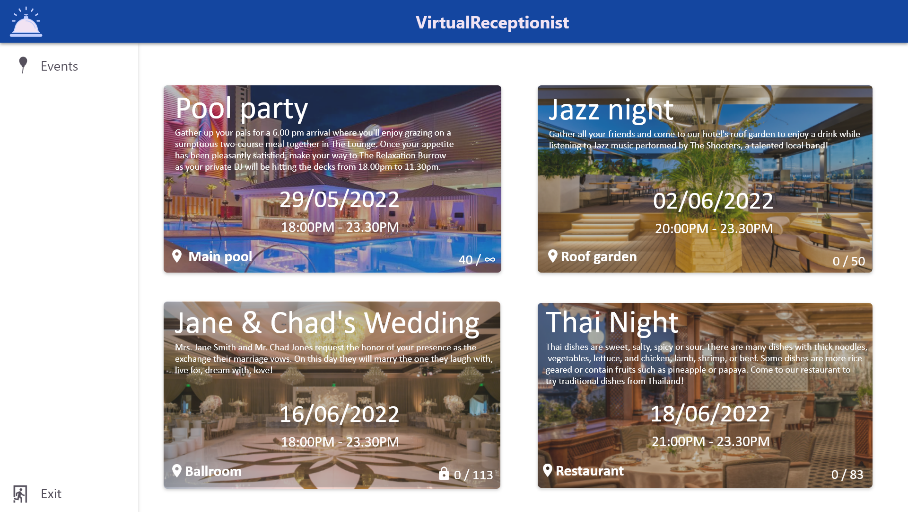 VirtualReceptionist
Events
Pool party
Gather up your pals for a 6.00 pm arrival where you'll enjoy grazing on a
sumptuous two-course meal together in The Lounge. Once your appetite
has been pleasantly satisfied, make your way to The Relaxation Burrow
as your private DJ will be hitting the decks from 18.00pm to 11.30pm.
29/05/2022
18:00PM - 23.30PM
Main pool
40 / ∞
Jazz night
Gather all your friends and come to our hotel's roof garden to enjoy a drink while
listening to Jazz music performed by The Shooters, a talented local band!
02/06/2022
20:00PM - 23.30PM
Roof garden
0 / 50
Jane & Chad's Wedding
Mrs. Jane Smith and Mr. Chad Jones request the honor of your presence as the
exchange their marriage vows. On this day they will marry the one they laugh with,
live for, dream with, love!
16/06/2022
18:00PM - 23.30PM
Ballroom
0 / 113
Thai Night
Thai dishes are sweet, salty, spicy or sour. There are many dishes with thick noodles,
vegetables, lettuce, and chicken, lamb, shrimp, or beef. Some dishes are more rice
geared or contain fruits such as pineapple or papaya. Come to our restaurant to
try traditional dishes from Thailand!
18/06/2022
21:00PM - 23.30PM
Restaurant
0 / 83
Exit